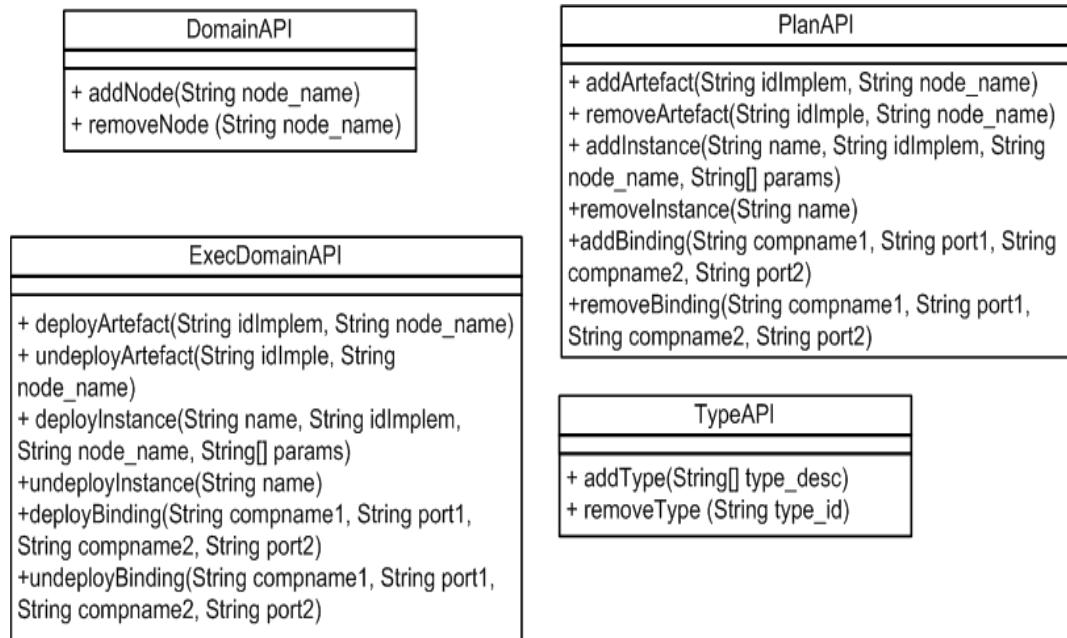 DomainAPI
+ addNode(String node_name)
+ removeNode (String node_name)
PlanAPI
+ addArtefact(String idImplem, String node_name)
+ removeArtefact(String idImple, String node_name)
+ addInstance(String name, String idImplem, String
node_name, String[] params)
+removeInstance(String name)
+addBinding(String compname1, String port1, String
compname2, String port2)
+removeBinding(String compname1, String port1,
String compname2, String port2)
ExecDomainAPI
+ deployArtefact(String idImplem, String node_name)
+ undeployArtefact(String idImple, String
node_name)
+ deployInstance(String name, String idImplem,
String node_name, String[] params)
+undeployInstance(String name)
+deployBinding(String compname1, String port1,
String compname2, String port2)
+undeployBinding(String compname1, String port1,
String compname2, String port2)
TypeAPI
+ addType(String[] type_desc)
+ removeType (String type_id)